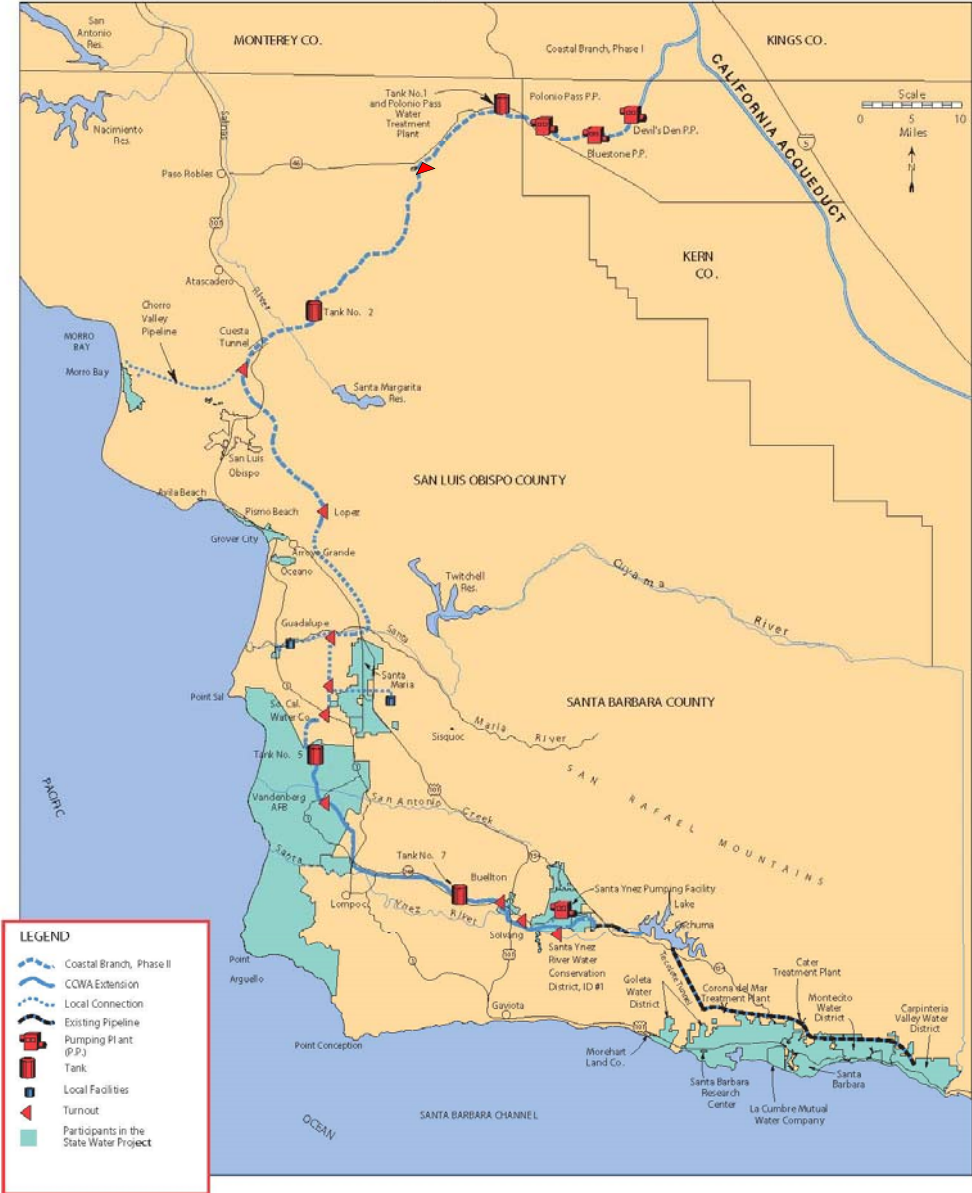 San
Antonio
Res.
MONTEREY CO.
Coastal Branch, Phase I
KINGS CO.
CALIFORNIA ACQUEDUCT
Scale
0
5
Miles
N
5
Nacimiento
Res.
Salinas
Tank No.1
and Polonio Pass
Water
Treatment
Plant
Polonio Pass P.P.
Devil's Den P.P.
Bluestone P.P.
46
Paso Robles
101
KERN
CO.
Atascadero
River
Chorro
Valley
Pipeline
Cuesta
Tunnel
Tank No. 2
MORRO
BAY
Morro Bay
Santa Margarita
Res.
San Luis
Obispo
SAN LUIS OBISPO COUNTY
Avila Beach
Pismo Beach
Lopez
Grover City
Arroyo Grande
Oceano
Twitchell
Res.
Cuyama
River
Guadalupe
Santa
Santa
Maria
Point Sal
So. Cal.
Water Co.
SANTA BARBARA COUNTY
Maria
River
Sisquoc
Tank No. 5
PACIFIC
SAN RAFAEL MOUNTAINS
Vandenberg
AFB
San Antonio
Creek
101
Santa
Tank No. 7
Buellton
Lompoc
Ynez
River
Santa Ynez Pumping Facility
Lake
Cachuma
Solvang
101
Santa Ynez
River Water
Conservation
District, ID #1
Tecolote Tunnel
Cater
Treatment Plant
Goleta
Water
District
Corona del Mar
Treatment Plant
Montecito
Water
District
Carpinteria
Valley Water
District
Point
Arguello
Gaviota
101
Point Conception
Morehart
Land Co.
Santa Barbara
Research
Center
Santa
Barbara
La Cumbre Mutual
Water Company
OCEAN
SANTA BARBARA CHANNEL
LEGEND
Coastal Branch, Phase II
CCWA Extension
Local Connection
Existing Pipeline
Pumping Plant
(P.P.)
Tank
Local Facilities
Turnout
Participants in the
State Water Project